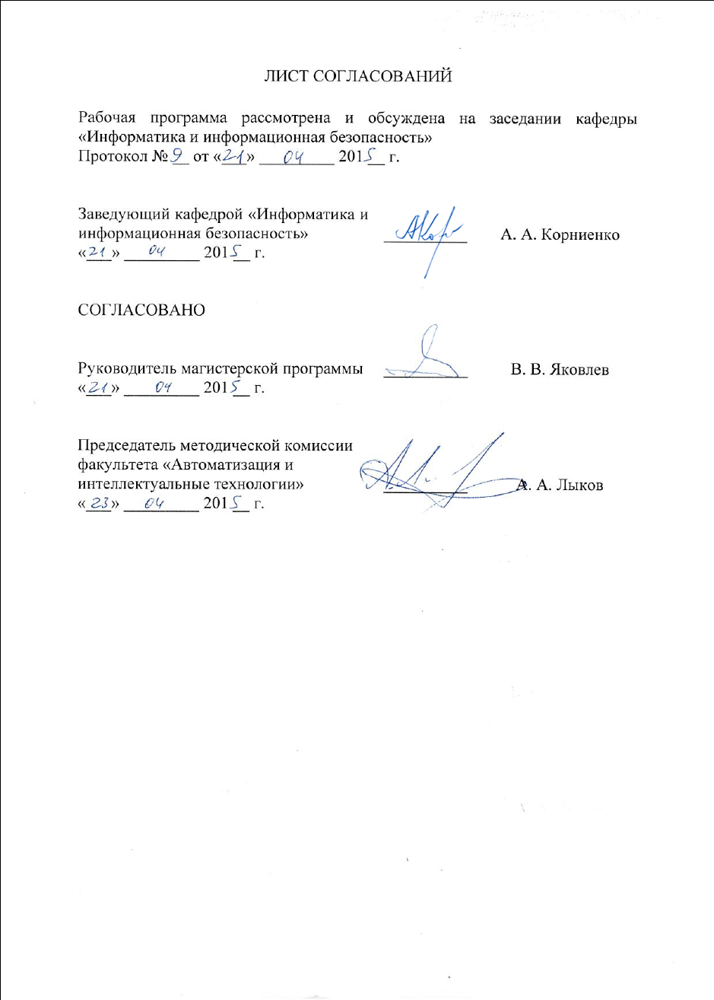 ЛИСТ СОГЛАСОВАНИЙ
Рабочая программа рассмотрена и обсуждена на заседании кафедры
«Информатика и информационная безопасность»
Протокол № 9 от «21» 04 2015 г.
Заведующий кафедрой «Информатика и
информационная безопасность» А. А. Корниенко
«21» 04 2015 г.
СОГЛАСОВАНО
Руководитель магистерской программы В. В. Яковлев
«21» 04 2015 г.
Председатель методической комиссии
факультета «Автоматизация и
интеллектуальные технологии» А. А. Лыков
«23» 04 2015 г.